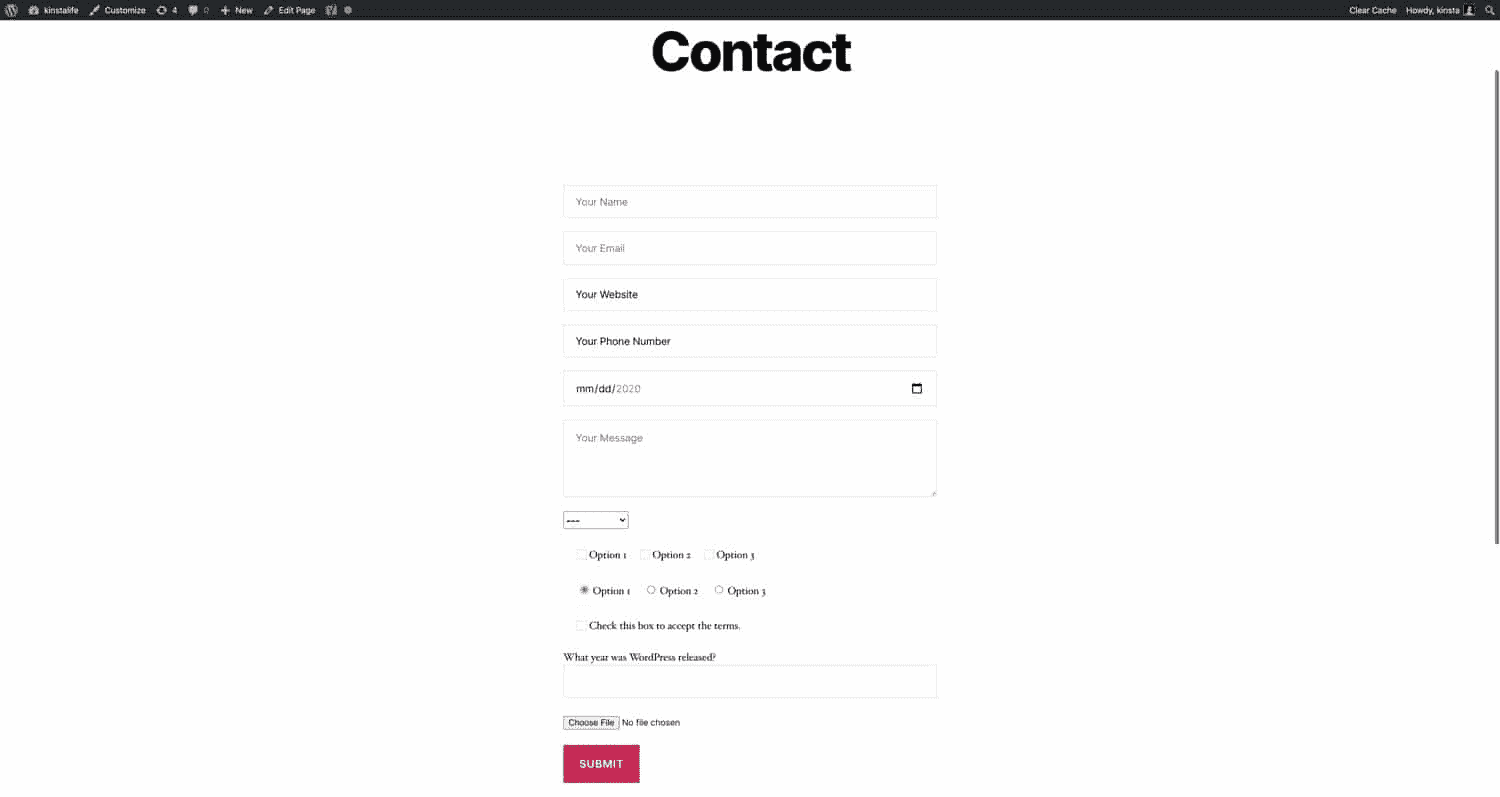 kinstalife Customize 4 0 New Edit Page Clear Cache Howdy, kinsta
Contact
Your Name
Your Email
Your Website
Your Phone Number
mm/dd/2020
Your Message
---
Option 1 Option 2 Option 3
Option 1 Option 2 Option 3
Check this box to accept the terms.
What year was WordPress released?
Choose File No file chosen
SUBMIT